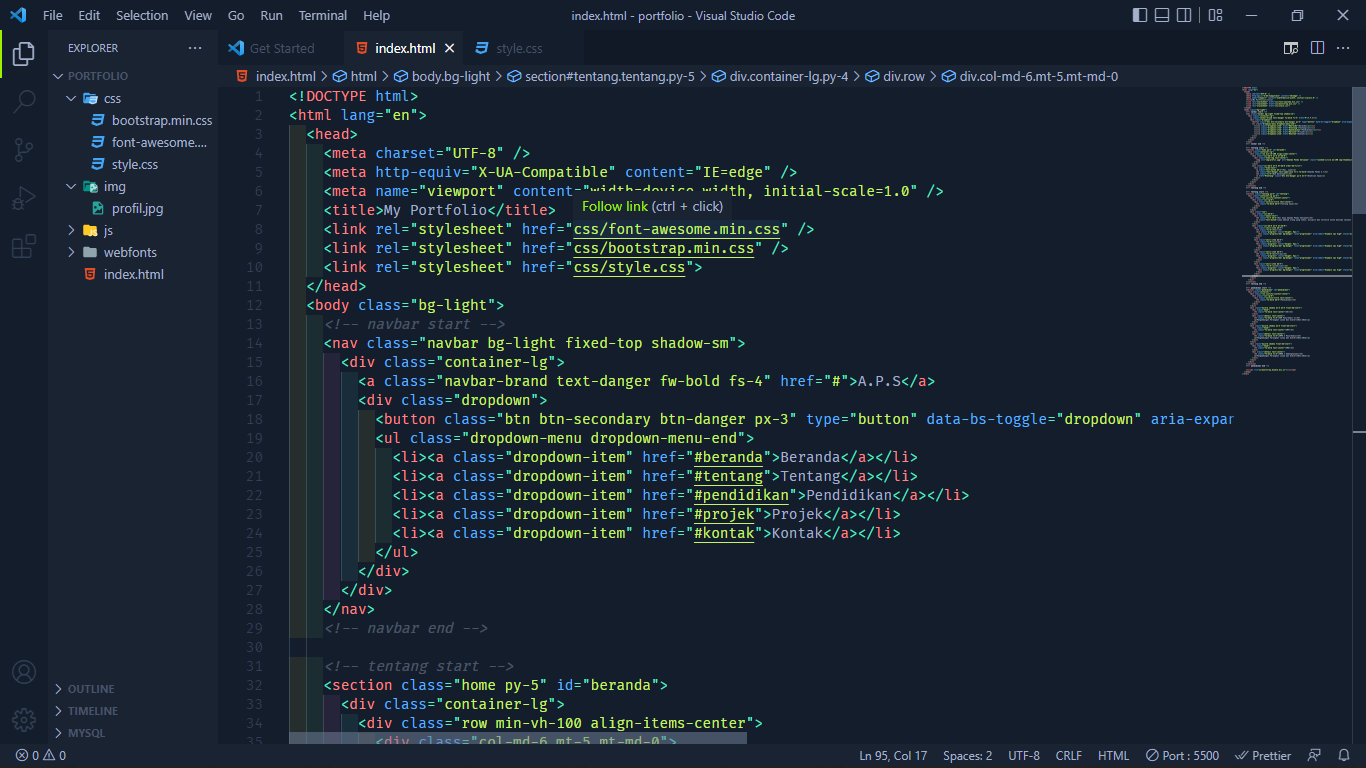 File Edit Selection View Go Run Terminal Help
index.html - portfolio - Visual Studio Code
EXPLORER
Get Started
index.html
style.css
PORTFOLIO
css
bootstrap.min.css
font-awesome....
style.css
img
profil.jpg
js
webfonts
index.html
OUTLINE
TIMELINE
MYSQL
index.html > html > body.bg-light > section#tentang.tentang.py-5 > div.container-lg.py-4 > div.row > div.col-md-6.mt-5.mt-md-0
1 <!DOCTYPE html>
2 <html lang="en">
3 <head>
4 <meta charset="UTF-8" />
5 <meta http-equiv="X-UA-Compatible" content="IE=edge" />
6 <meta name="viewport" content="width=device-width, initial-scale=1.0" />
Follow link (ctrl + click)
7 <title>My Portfolio</title>
8 <link rel="stylesheet" href="css/font-awesome.min.css" />
9 <link rel="stylesheet" href="css/bootstrap.min.css" />
10 <link rel="stylesheet" href="css/style.css">
11 </head>
12 <body class="bg-light">
13 <!-- navbar start -->
14 <nav class="navbar bg-light fixed-top shadow-sm">
15 <div class="container-lg">
16 <a class="navbar-brand text-danger fw-bold fs-4" href="#">A.P.S</a>
17 <div class="dropdown">
18 <button class="btn btn-secondary btn-danger px-3" type="button" data-bs-toggle="dropdown" aria-expar
19 <ul class="dropdown-menu dropdown-menu-end">
20 <li><a class="dropdown-item" href="#beranda">Beranda</a></li>
21 <li><a class="dropdown-item" href="#tentang">Tentang</a></li>
22 <li><a class="dropdown-item" href="#pendidikan">Pendidikan</a></li>
23 <li><a class="dropdown-item" href="#projek">Projek</a></li>
24 <li><a class="dropdown-item" href="#kontak">Kontak</a></li>
25 </ul>
26 </div>
27 </div>
28 </nav>
29 <!-- navbar end -->
30
31 <!-- tentang start -->
32 <section class="home py-5" id="beranda">
33 <div class="container-lg">
34 <div class="row min-vh-100 align-items-center">
35 <div class="col-md-6 mt-5 mt-md-0">
0 0
Ln 95, Col 17 Spaces: 2 UTF-8 CRLF HTML Port : 5500 Prettier